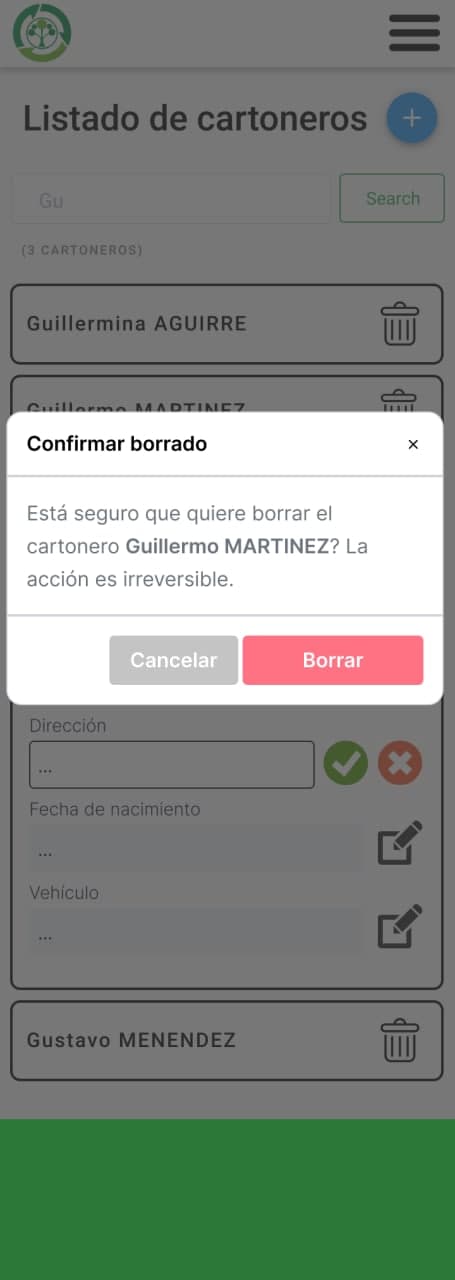 Listado de cartoneros
+
Gu
Search
(3 CARTONEROS)
Guillermina AGUIRRE
Guillermo MARTINEZ
Confirmar borrado ×
Está seguro que quiere borrar el
cartonero Guillermo MARTINEZ? La
acción es irreversible.
Cancelar
Borrar
Dirección
...
Fecha de nacimiento
...
Vehículo
...
Gustavo MENENDEZ